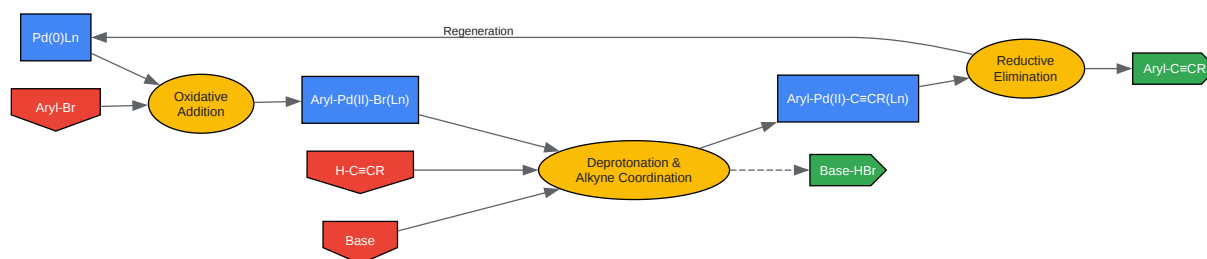 Pd(0)Ln
Regeneration
Reductive
Elimination
Aryl-C≡CR
Aryl-Br
Oxidative
Addition
Aryl-Pd(II)-Br(Ln)
Aryl-Pd(II)-C≡CR(Ln)
H-C≡CR
Deprotonation &
Alkyne Coordination
Base-HBr
Base